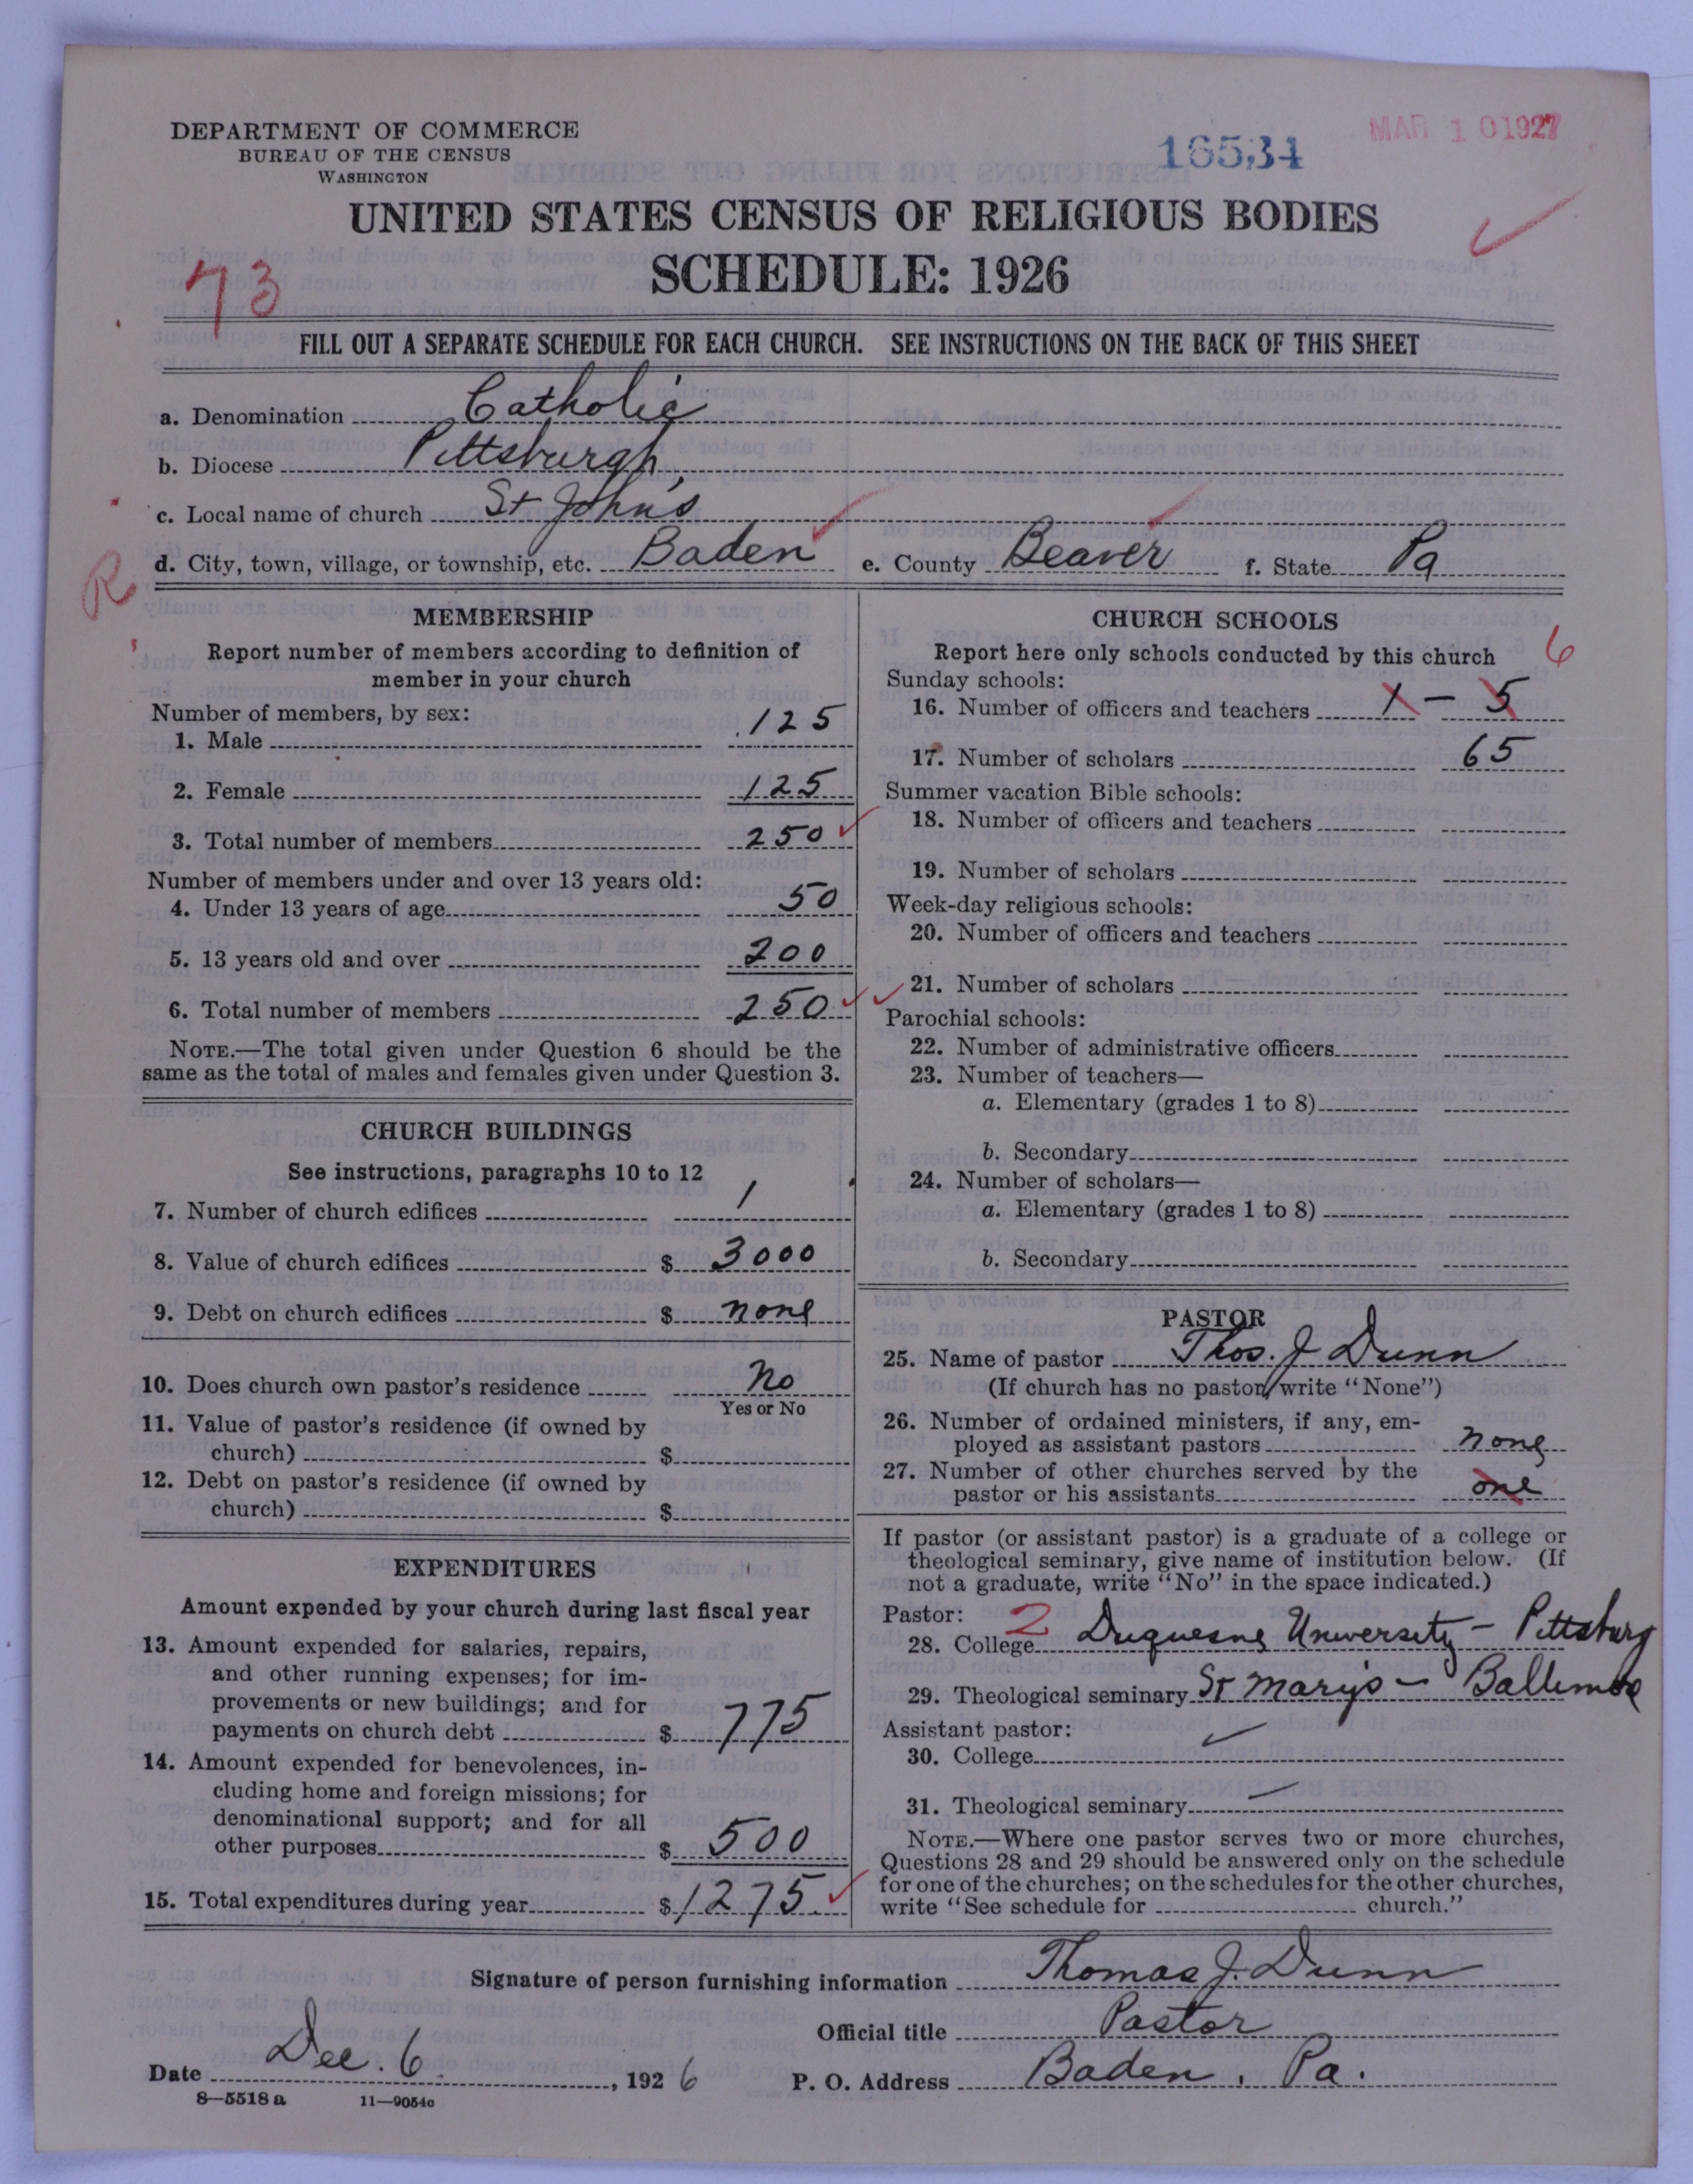 DEPARTMENT OF COMMERCE
BUREAU OF THE CENSUS
WASHINGTON
16534
MAR 10 1927
UNITED STATES CENSUS OF RELIGIOUS BODIES
SCHEDULE: 1926
73
FILL OUT A SEPARATE SCHEDULE FOR EACH CHURCH. SEE INSTRUCTIONS ON THE BACK OF THIS SHEET
a. Denomination Catholic
b. Diocese Pittsburgh
c. Local name of church St John's
d. City, town, village, or township, etc. Baden e. County Beaver f. State Pa
R
MEMBERSHIP
Report number of members according to definition of
member in your church
Number of members, by sex:
1. Male 125
2. Female 125
3. Total number of members 250
Number of members under and over 13 years old:
4. Under 13 years of age 50
5. 13 years old and over 200
6. Total number of members 250
NOTE.—The total given under Question 6 should be the
same as the total of males and females given under Question 3.
CHURCH BUILDINGS
See instructions, paragraphs 10 to 12
7. Number of church edifices 1
8. Value of church edifices $ 3000
9. Debt on church edifices $ none
10. Does church own pastor's residence No
Yes or No
11. Value of pastor's residence (if owned by
church) $
12. Debt on pastor's residence (if owned by
church) $
EXPENDITURES
Amount expended by your church during last fiscal year
13. Amount expended for salaries, repairs,
and other running expenses; for im-
provements or new buildings; and for
payments on church debt $ 775
14. Amount expended for benevolences, in-
cluding home and foreign missions; for
denominational support; and for all
other purposes $ 500
15. Total expenditures during year $ 1275
CHURCH SCHOOLS
Report here only schools conducted by this church
6
Sunday schools:
16. Number of officers and teachers 1 – 5
17. Number of scholars 65
Summer vacation Bible schools:
18. Number of officers and teachers
19. Number of scholars
Week-day religious schools:
20. Number of officers and teachers
21. Number of scholars
Parochial schools:
22. Number of administrative officers
23. Number of teachers—
a. Elementary (grades 1 to 8)
b. Secondary
24. Number of scholars—
a. Elementary (grades 1 to 8)
b. Secondary
PASTOR
25. Name of pastor Thos. J Dunn
(If church has no pastor, write "None")
26. Number of ordained ministers, if any, em-
ployed as assistant pastors none
27. Number of other churches served by the
pastor or his assistants one
If pastor (or assistant pastor) is a graduate of a college or
theological seminary, give name of institution below. (If
not a graduate, write "No" in the space indicated.)
Pastor: 2
28. College Duquesne University – Pittsburg
29. Theological seminary St Mary's – Baltimore
Assistant pastor:
30. College
31. Theological seminary
NOTE.—Where one pastor serves two or more churches,
Questions 28 and 29 should be answered only on the schedule
for one of the churches; on the schedules for the other churches,
write "See schedule for church."
Signature of person furnishing information Thomas J. Dunn
Official title Pastor
Date Dec. 6, 1926 P. O. Address Baden, Pa.
8—5518 a 11—9054c